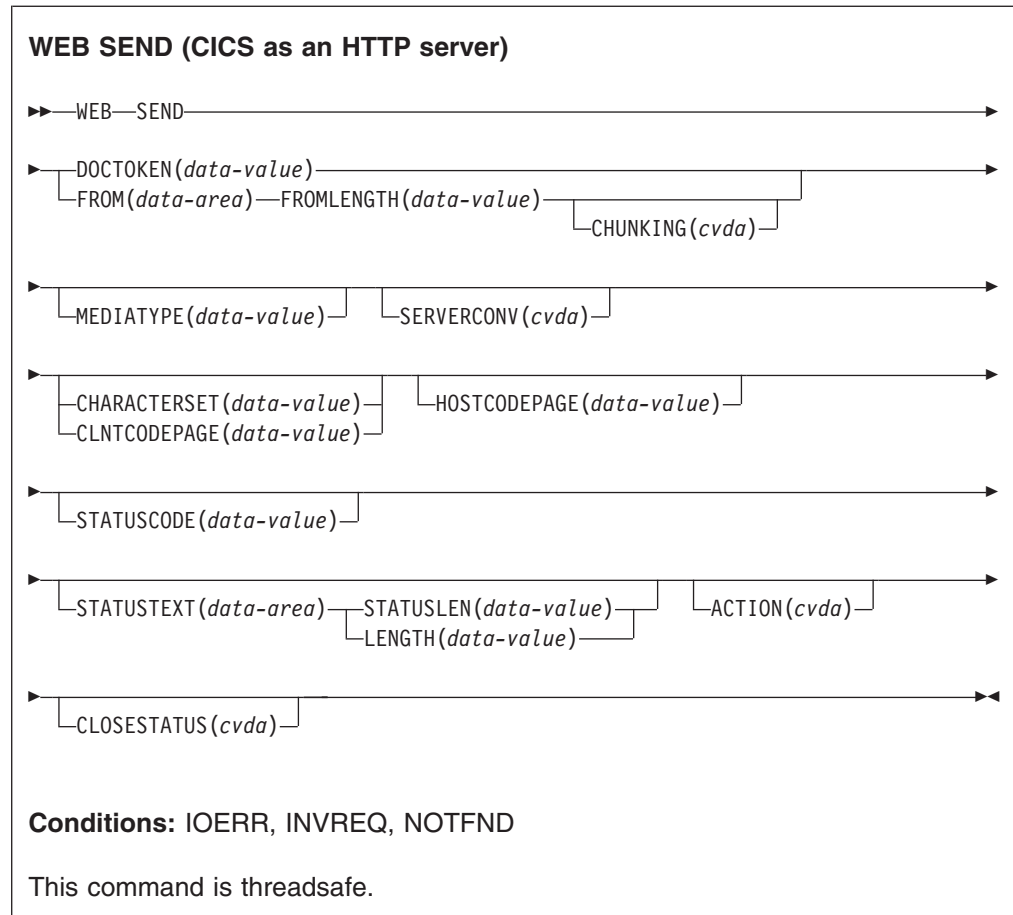 WEB SEND (CICS as an HTTP server)
WEB SEND
DOCTOKEN(data-value)
FROM(data-area) FROMLENGTH(data-value)
CHUNKING(cvda)
MEDIATYPE(data-value) SERVERCONV(cvda)
CHARACTERSET(data-value) HOSTCODEPAGE(data-value)
CLNTCODEPAGE(data-value)
STATUSCODE(data-value)
STATUSTEXT(data-area) STATUSLEN(data-value) ACTION(cvda)
LENGTH(data-value)
CLOSESTATUS(cvda)
Conditions: IOERR, INVREQ, NOTFND
This command is threadsafe.